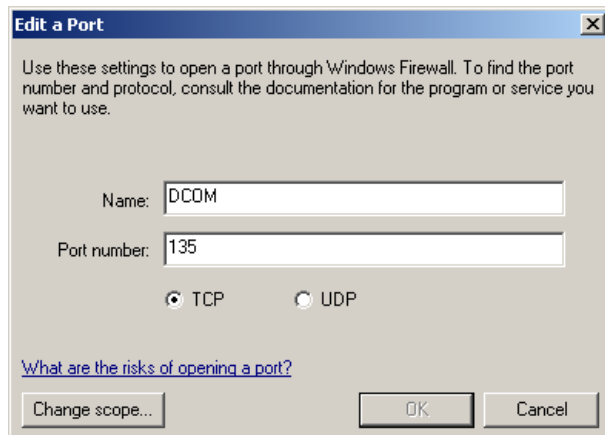 Edit a Port
Use these settings to open a port through Windows Firewall. To find the port
number and protocol, consult the documentation for the program or service you
want to use.
Name: DCOM
Port number: 135
TCP UDP
What are the risks of opening a port?
Change scope... OK Cancel